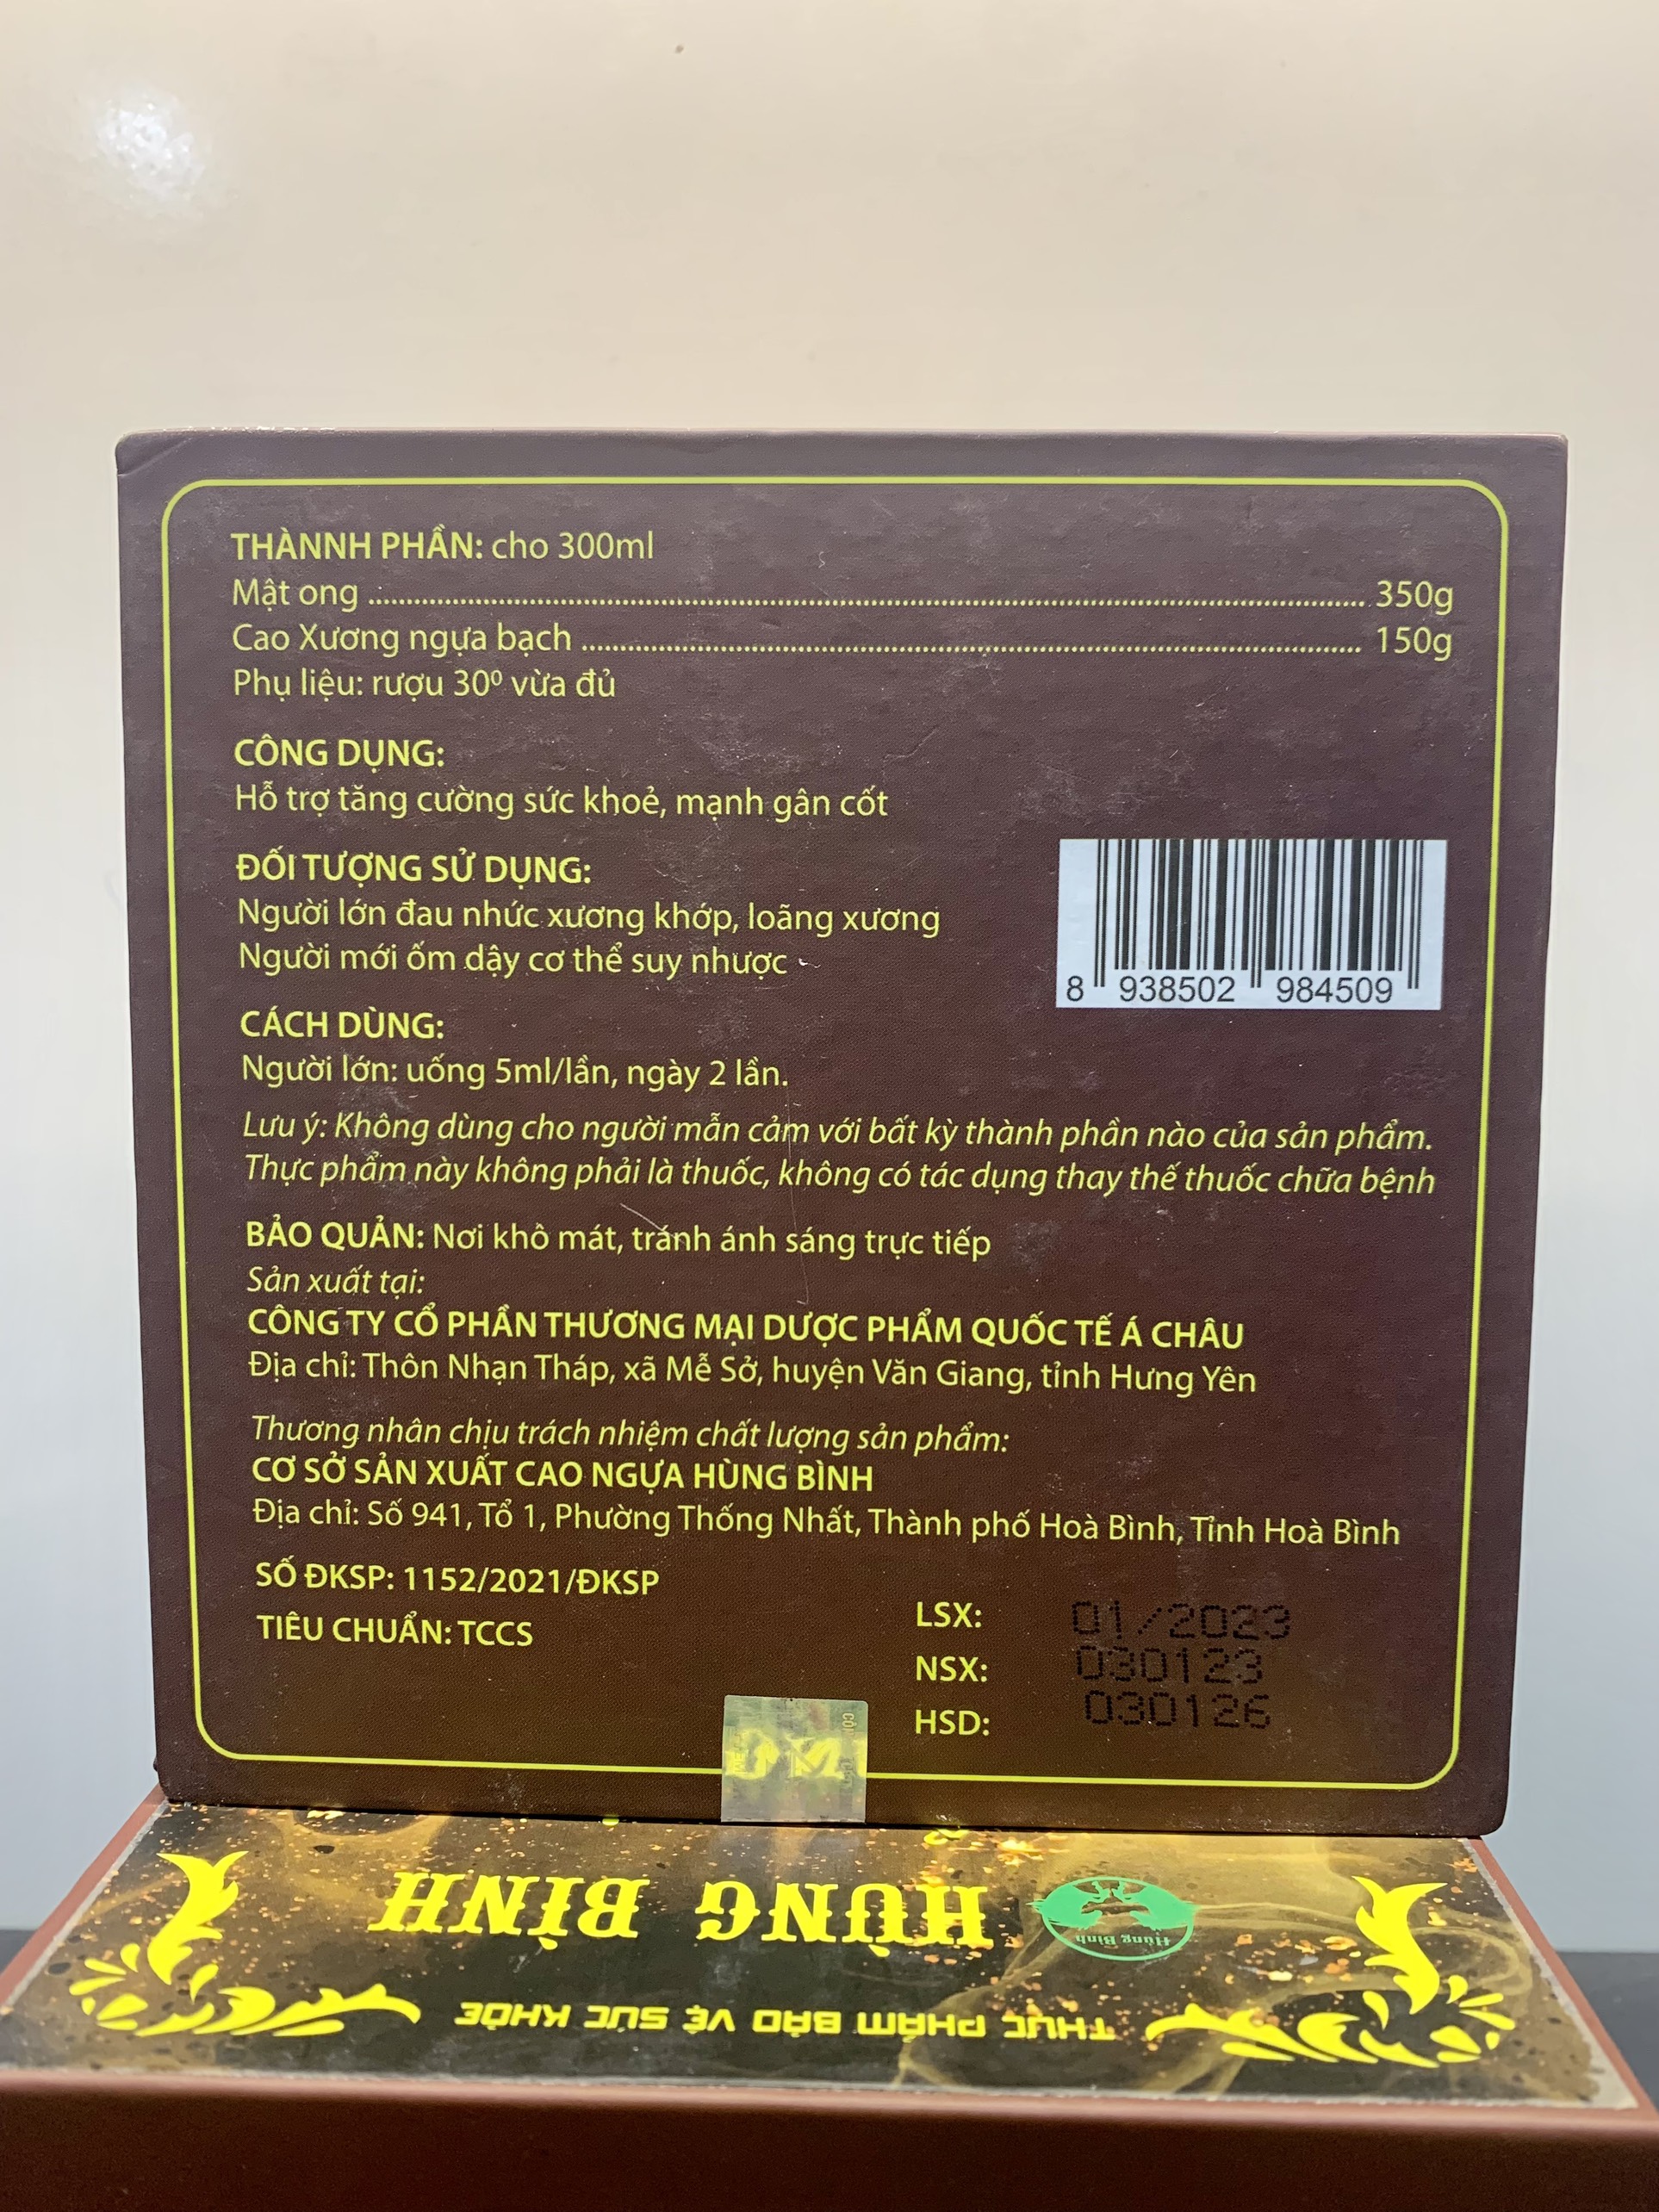 THÀNNH PHẦN: cho 300ml
Mật ong ........ 350g
Cao Xương ngựa bạch ........ 150g
Phụ liệu: rượu 30⁰ vừa đủ
CÔNG DỤNG:
Hỗ trợ tăng cường sức khoẻ, mạnh gân cốt
ĐỐI TƯỢNG SỬ DỤNG:
Người lớn đau nhức xương khớp, loãng xương
Người mới ốm dậy cơ thể suy nhược
8 938502 984509
CÁCH DÙNG:
Người lớn: uống 5ml/lần, ngày 2 lần.
Lưu ý: Không dùng cho người mẫn cảm với bất kỳ thành phần nào của sản phẩm.
Thực phẩm này không phải là thuốc, không có tác dụng thay thế thuốc chữa bệnh
BẢO QUẢN: Nơi khô mát, tránh ánh sáng trực tiếp
Sản xuất tại:
CÔNG TY CỔ PHẦN THƯƠNG MẠI DƯỢC PHẨM QUỐC TẾ Á CHÂU
Địa chỉ: Thôn Nhạn Tháp, xã Mễ Sở, huyện Văn Giang, tỉnh Hưng Yên
Thương nhân chịu trách nhiệm chất lượng sản phẩm:
CƠ SỞ SẢN XUẤT CAO NGỰA HÙNG BÌNH
Địa chỉ: Số 941, Tổ 1, Phường Thống Nhất, Thành phố Hoà Bình, Tỉnh Hoà Bình
SỐ ĐKSP: 1152/2021/ĐKSP
TIÊU CHUẨN: TCCS
LSX: 01/2023
NSX: 030123
HSD: 030126
THỰC PHẨM BẢO VỆ SỨC KHỎE
Hùng Bình
HÙNG BÌNH